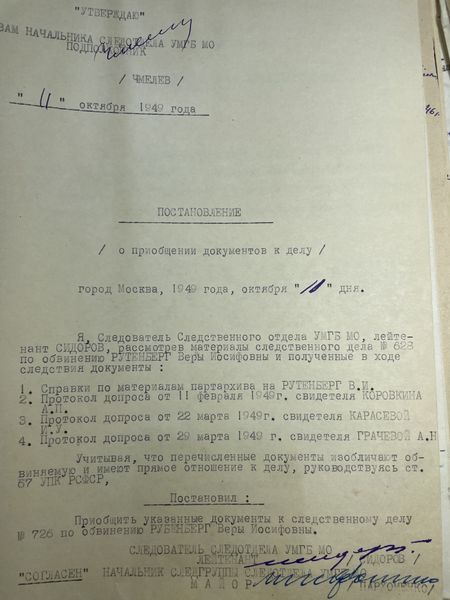 "УТВЕРЖДАЮ"
ЗАМ НАЧАЛЬНИКА СЛЕДОТДЕЛА УМГБ МО
ПОДПОЛКОВНИК
/ ЧМЕЛЕВ /
" 11 " октября 1949 года
ПОСТАНОВЛЕНИЕ
/ о приобщении документов к делу /
город Москва, 1949 года, октября "10" дня.
Я, Следователь Следственного отдела УМГБ МО, лейте-
нант СИДОРОВ, рассмотрев материалы следственного дела № 628
по обвинению РУТЕНБЕРГ Веры Иосифовны и полученные в ходе
следствия документы :
1. Справки по материалам партархива на РУТЕНБЕРГ В.И.
2. Протокол допроса от 11 февраля 1949г. свидетеля КОРОВКИНА
А.П.
3. Протокол допроса от 22 марта 1949г. свидетеля КАРАСЕВОЙ
И.У.
4. Протокол допроса от 29 марта 1949 г. свидетеля ГРАЧЕВОЙ А.Н
Учитывая, что перечисленные документы изобличают об-
виняемую и имеют прямое отношение к делу, руководствуясь ст.
57 УПК РСФСР,
Постановил :
Приобщить указанные документы к следственному делу
№ 726 по обвинению РУТЕНБЕРГ Веры Иосифовны.
СЛЕДОВАТЕЛЬ СЛЕДОТДЕЛА УМГБ МО
ЛЕЙТЕНАНТ СИДОРОВ /
"СОГЛАСЕН" НАЧАЛЬНИК СЛЕДГРУППЫ СЛЕДОТДЕЛА УМГБ МО
МАЙОР